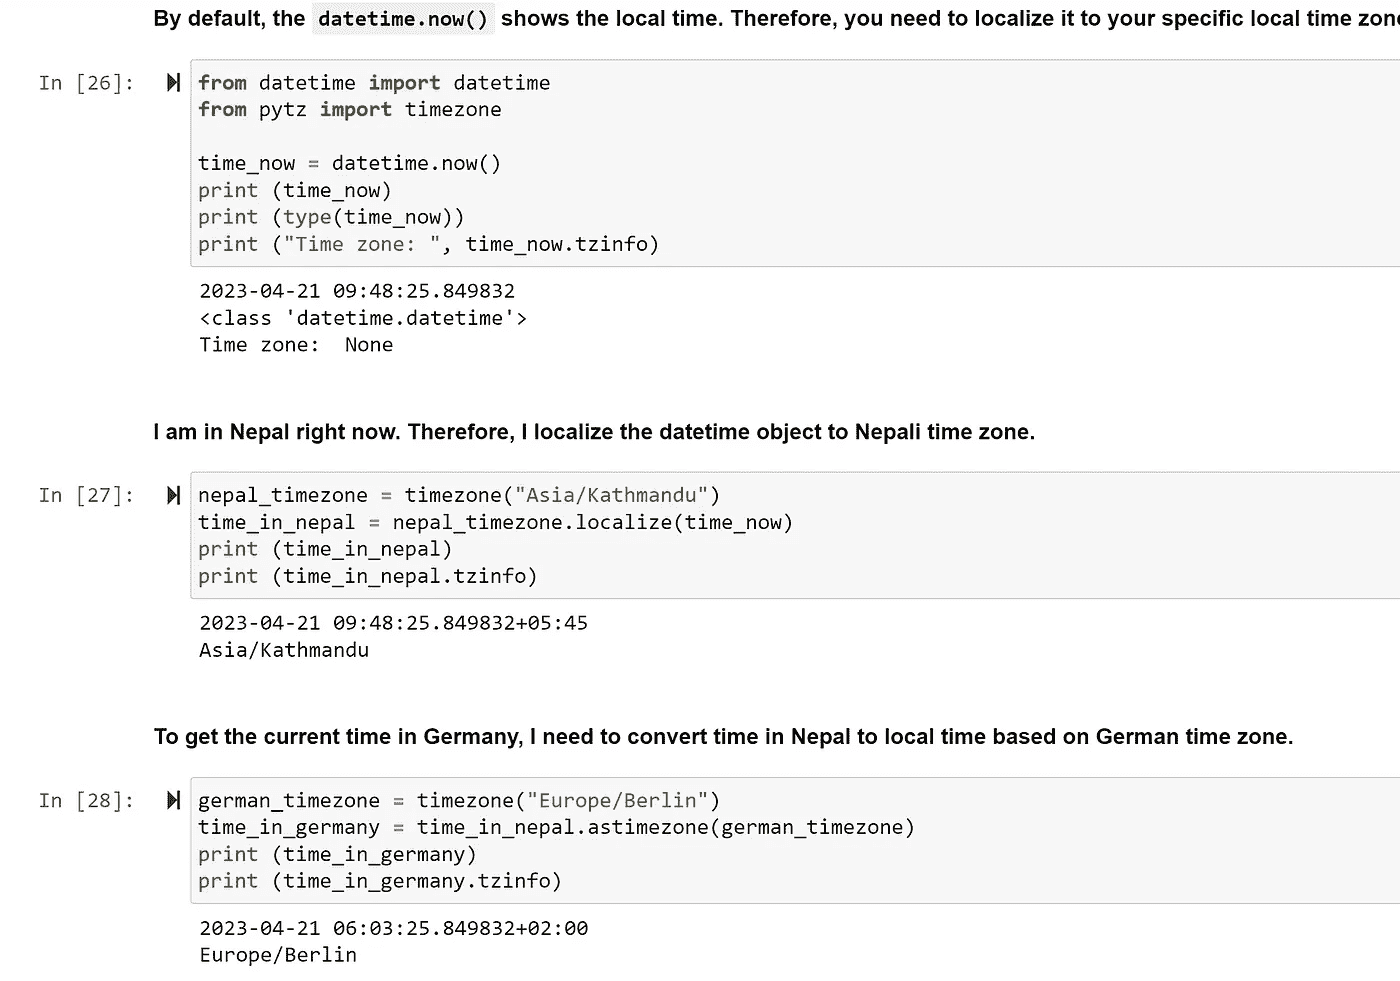 By default, the datetime.now() shows the local time. Therefore, you need to localize it to your specific local time
In [26]:
from datetime import datetime
from pytz import timezone
time_now = datetime.now()
print (time_now)
print (type(time_now))
print ("Time zone: ", time_now.tzinfo)
2023-04-21 09:48:25.849832
<class 'datetime.datetime'>
Time zone:  None
I am in Nepal right now. Therefore, I localize the datetime object to Nepali time zone.
In [27]:
nepal_timezone = timezone("Asia/Kathmandu")
time_in_nepal = nepal_timezone.localize(time_now)
print (time_in_nepal)
print (time_in_nepal.tzinfo)
2023-04-21 09:48:25.849832+05:45
Asia/Kathmandu
To get the current time in Germany, I need to convert time in Nepal to local time based on German time zone.
In [28]:
german_timezone = timezone("Europe/Berlin")
time_in_germany = time_in_nepal.astimezone(german_timezone)
print (time_in_germany)
print (time_in_germany.tzinfo)
2023-04-21 06:03:25.849832+02:00
Europe/Berlin